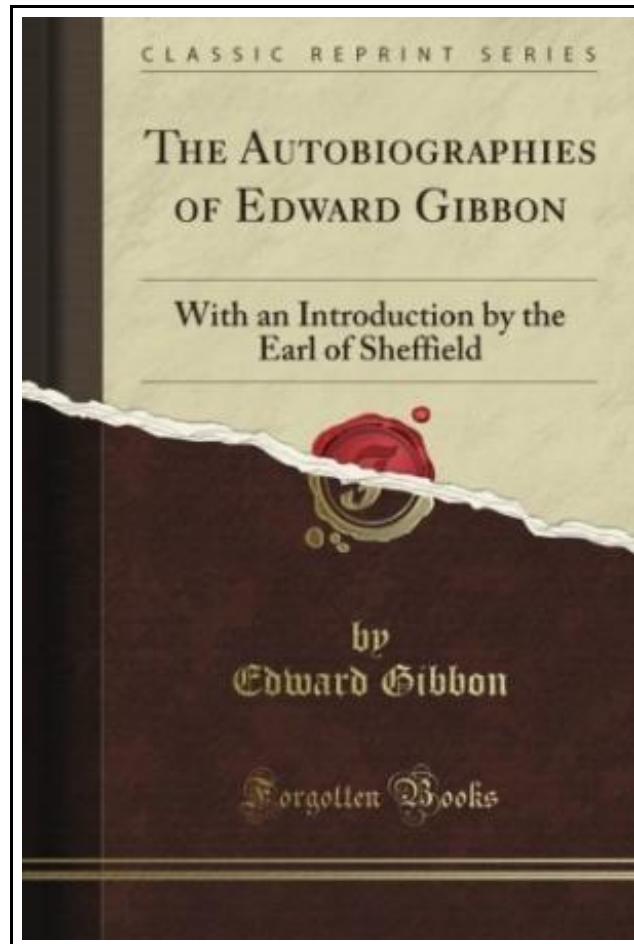 CLASSIC REPRINT SERIES
THE AUTOBIOGRAPHIES
OF EDWARD GIBBON
With an Introduction by the
Earl of Sheffield
by
Edward Gibbon
Forgotten Books